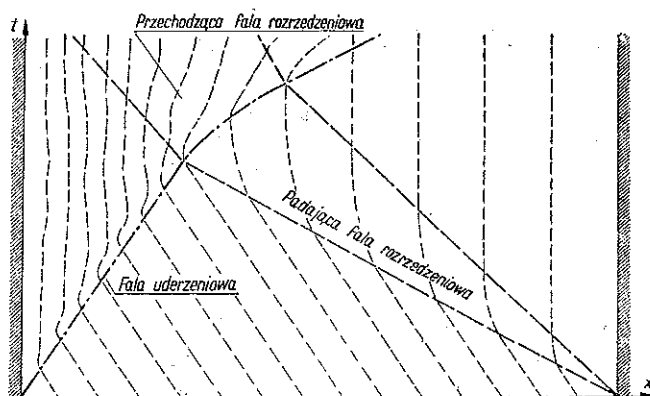 t
Przechodząca fala rozrzedzeniowa
Padająca fala rozrzedzeniowa
Fala uderzeniowa
x